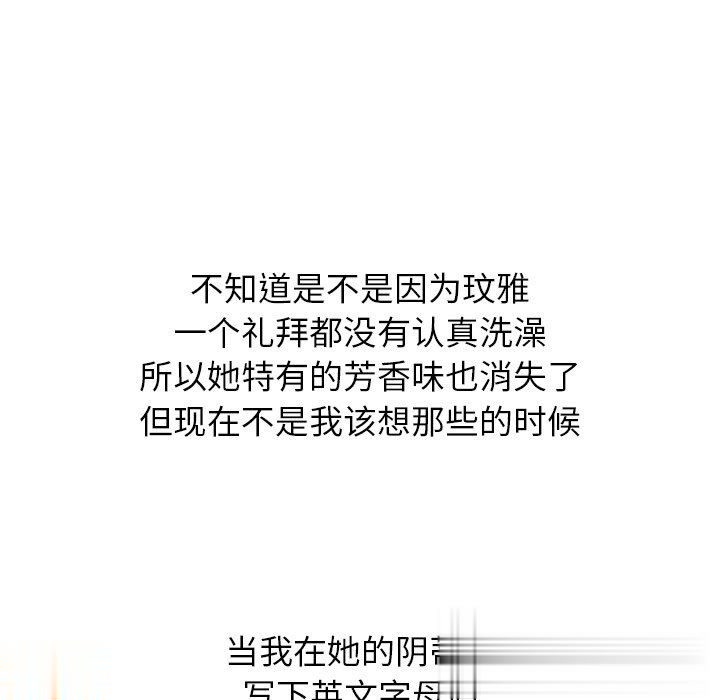 不知道是不是因为玟雅
一个礼拜都没有认真洗澡
所以她特有的芳香味也消失了
但现在不是我该想那些的时候
当我在她的阴
写下英文字母